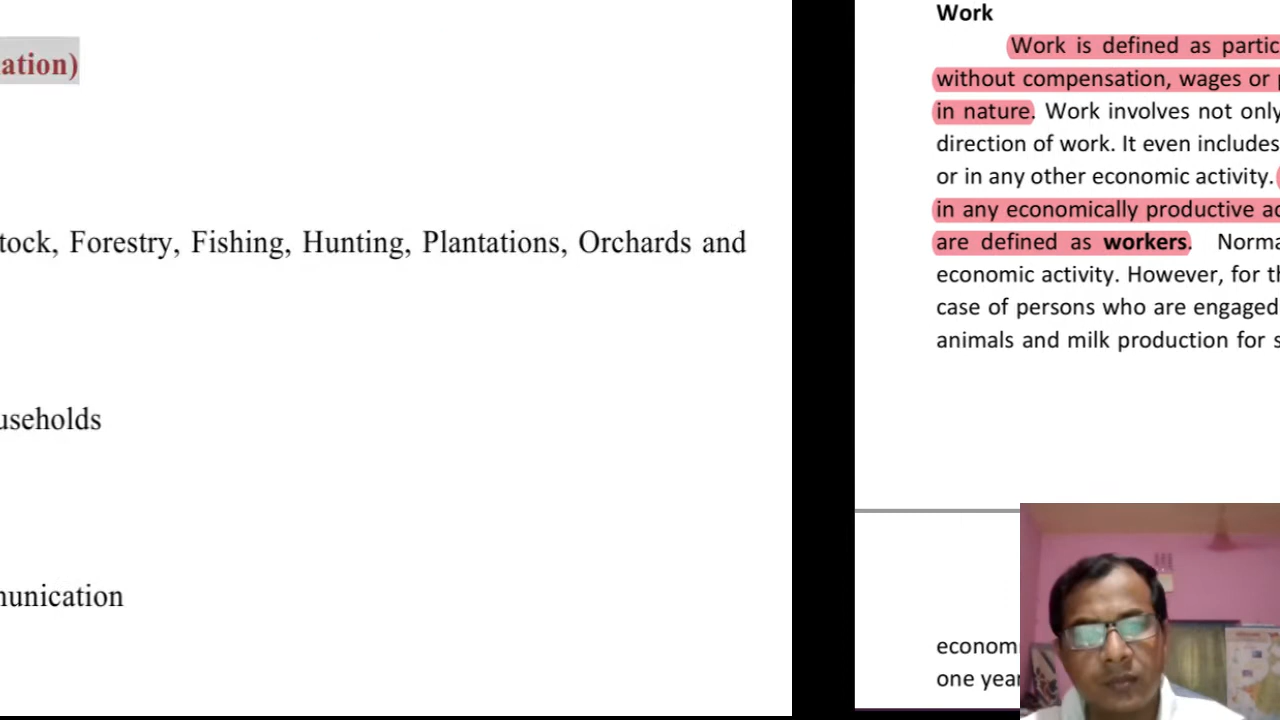 ation)
tock, Forestry, Fishing, Hunting, Plantations, Orchards and
useholds
nunication
Work
Work is defined as partic
without compensation, wages or p
in nature. Work involves not only
direction of work. It even includes
or in any other economic activity.
in any economically productive ac
are defined as workers. Norma
economic activity. However, for th
case of persons who are engaged
animals and milk production for s
econom
one year